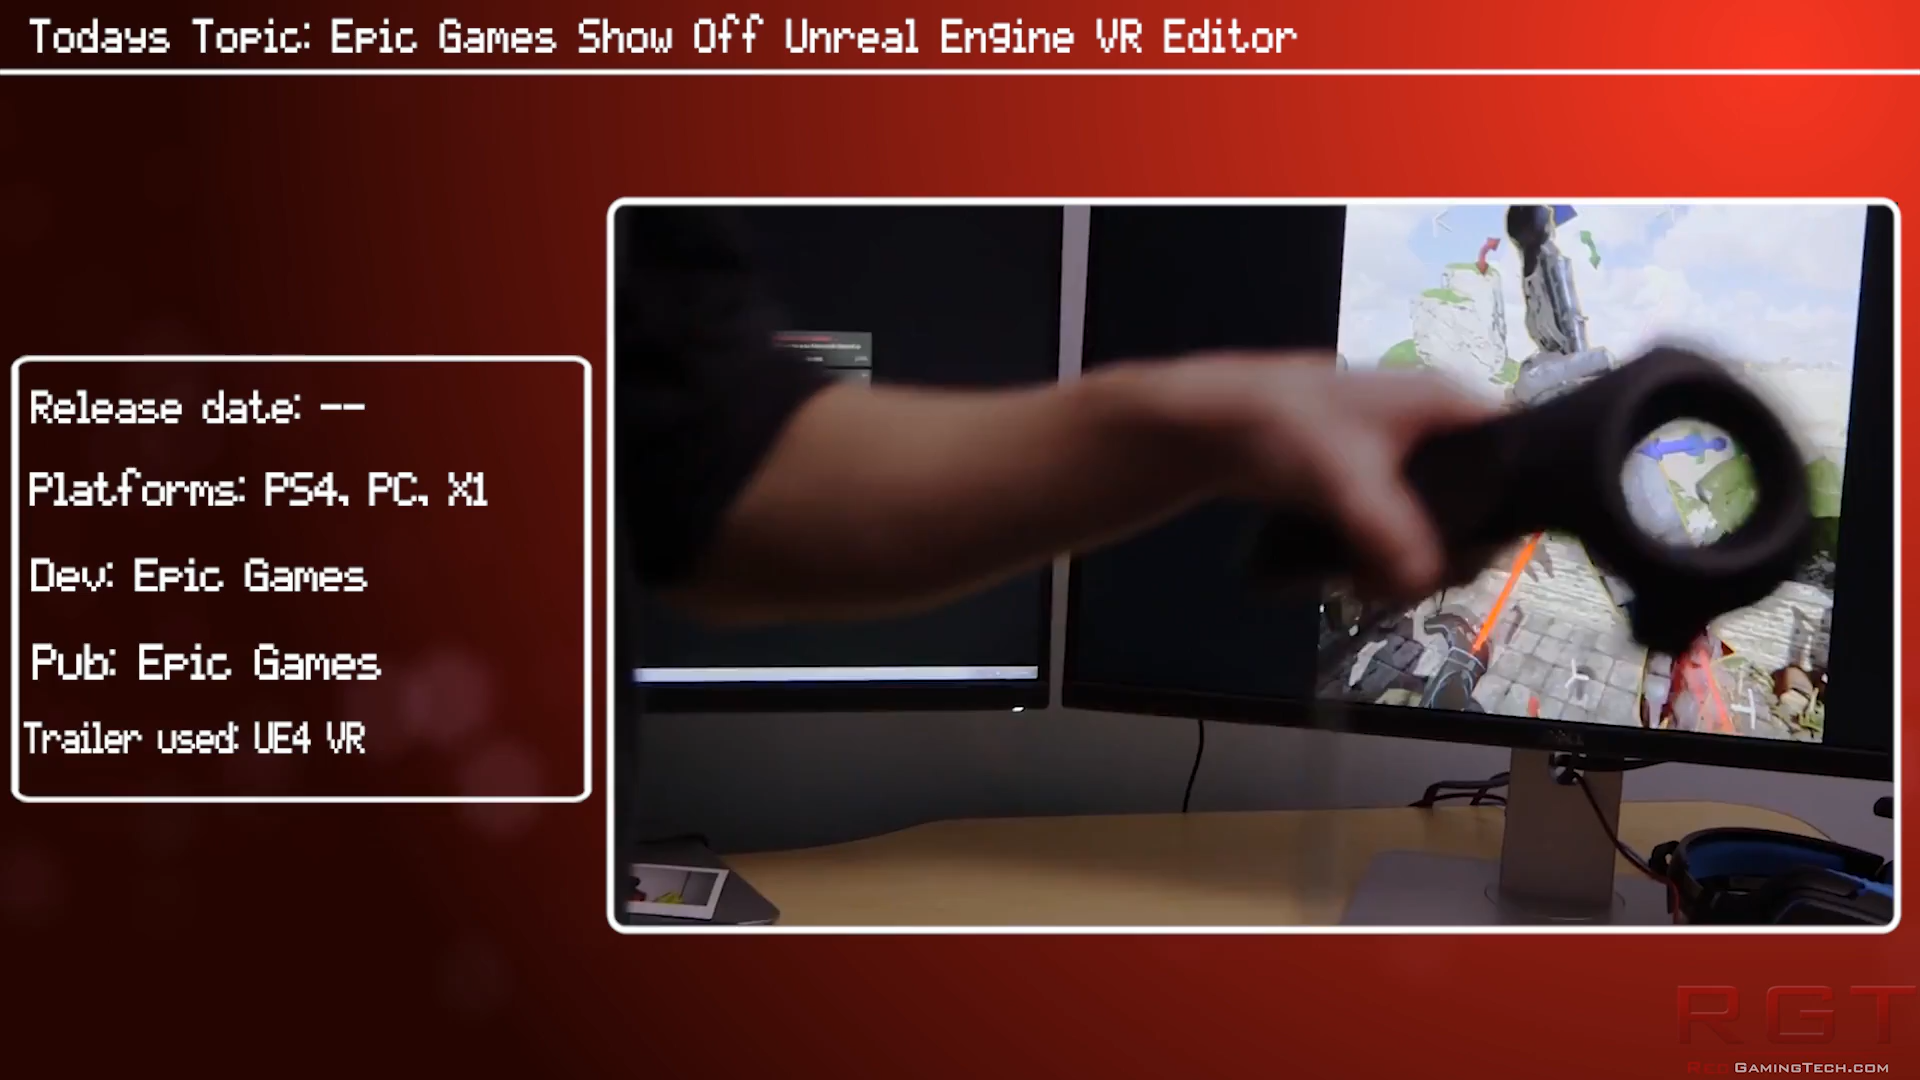 Todays Topic: Epic Games Show Off Unreal Engine VR Editor
Release date: --
Platforms: PS4, PC, X1
Dev: Epic Games
Pub: Epic Games
Trailer used: UE4 VR
RGT
RedGamingTech.com